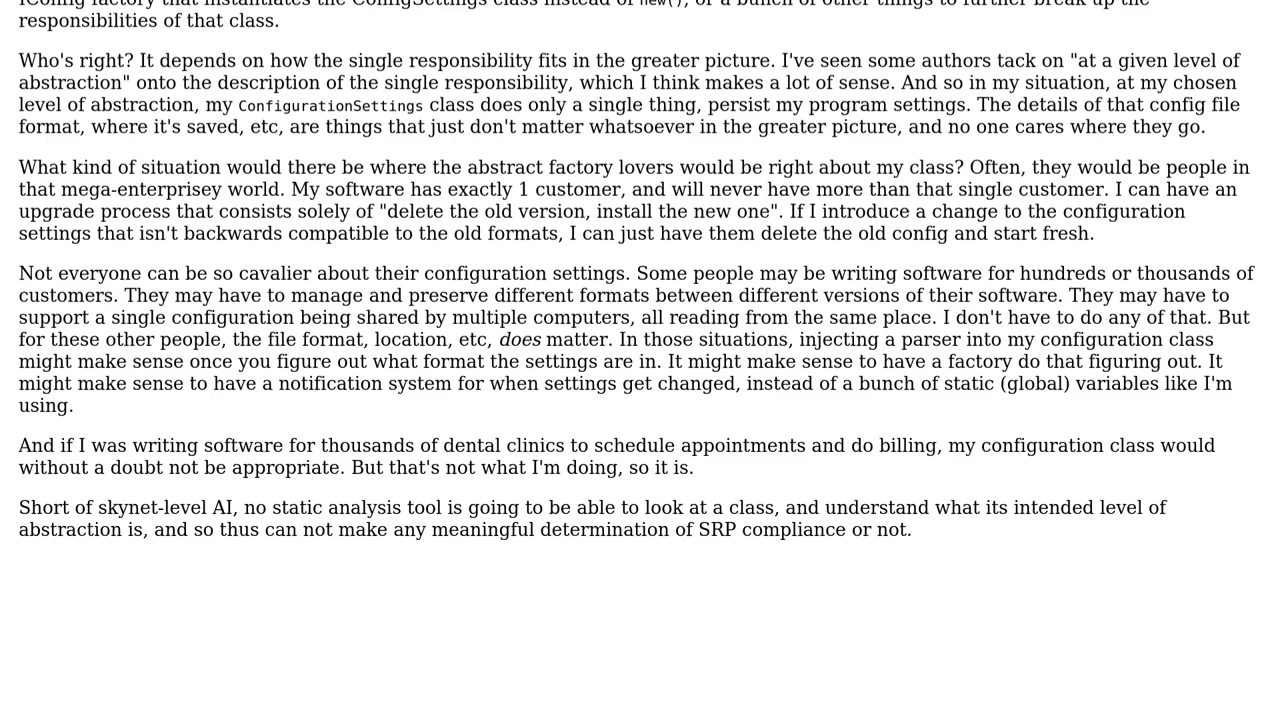 IConfig factory that instantiates the ConfigSettings class instead of new(), or a bunch of other things to further break up the
responsibilities of that class.
Who's right? It depends on how the single responsibility fits in the greater picture. I've seen some authors tack on "at a given level of
abstraction" onto the description of the single responsibility, which I think makes a lot of sense. And so in my situation, at my chosen
level of abstraction, my ConfigurationSettings class does only a single thing, persist my program settings. The details of that config file
format, where it's saved, etc, are things that just don't matter whatsoever in the greater picture, and no one cares where they go.
What kind of situation would there be where the abstract factory lovers would be right about my class? Often, they would be people in
that mega-enterprisey world. My software has exactly 1 customer, and will never have more than that single customer. I can have an
upgrade process that consists solely of "delete the old version, install the new one". If I introduce a change to the configuration
settings that isn't backwards compatible to the old formats, I can just have them delete the old config and start fresh.
Not everyone can be so cavalier about their configuration settings. Some people may be writing software for hundreds or thousands of
customers. They may have to manage and preserve different formats between different versions of their software. They may have to
support a single configuration being shared by multiple computers, all reading from the same place. I don't have to do any of that. But
for these other people, the file format, location, etc, does matter. In those situations, injecting a parser into my configuration class
might make sense once you figure out what format the settings are in. It might make sense to have a factory do that figuring out. It
might make sense to have a notification system for when settings get changed, instead of a bunch of static (global) variables like I'm
using.
And if I was writing software for thousands of dental clinics to schedule appointments and do billing, my configuration class would
without a doubt not be appropriate. But that's not what I'm doing, so it is.
Short of skynet-level AI, no static analysis tool is going to be able to look at a class, and understand what its intended level of
abstraction is, and so thus can not make any meaningful determination of SRP compliance or not.